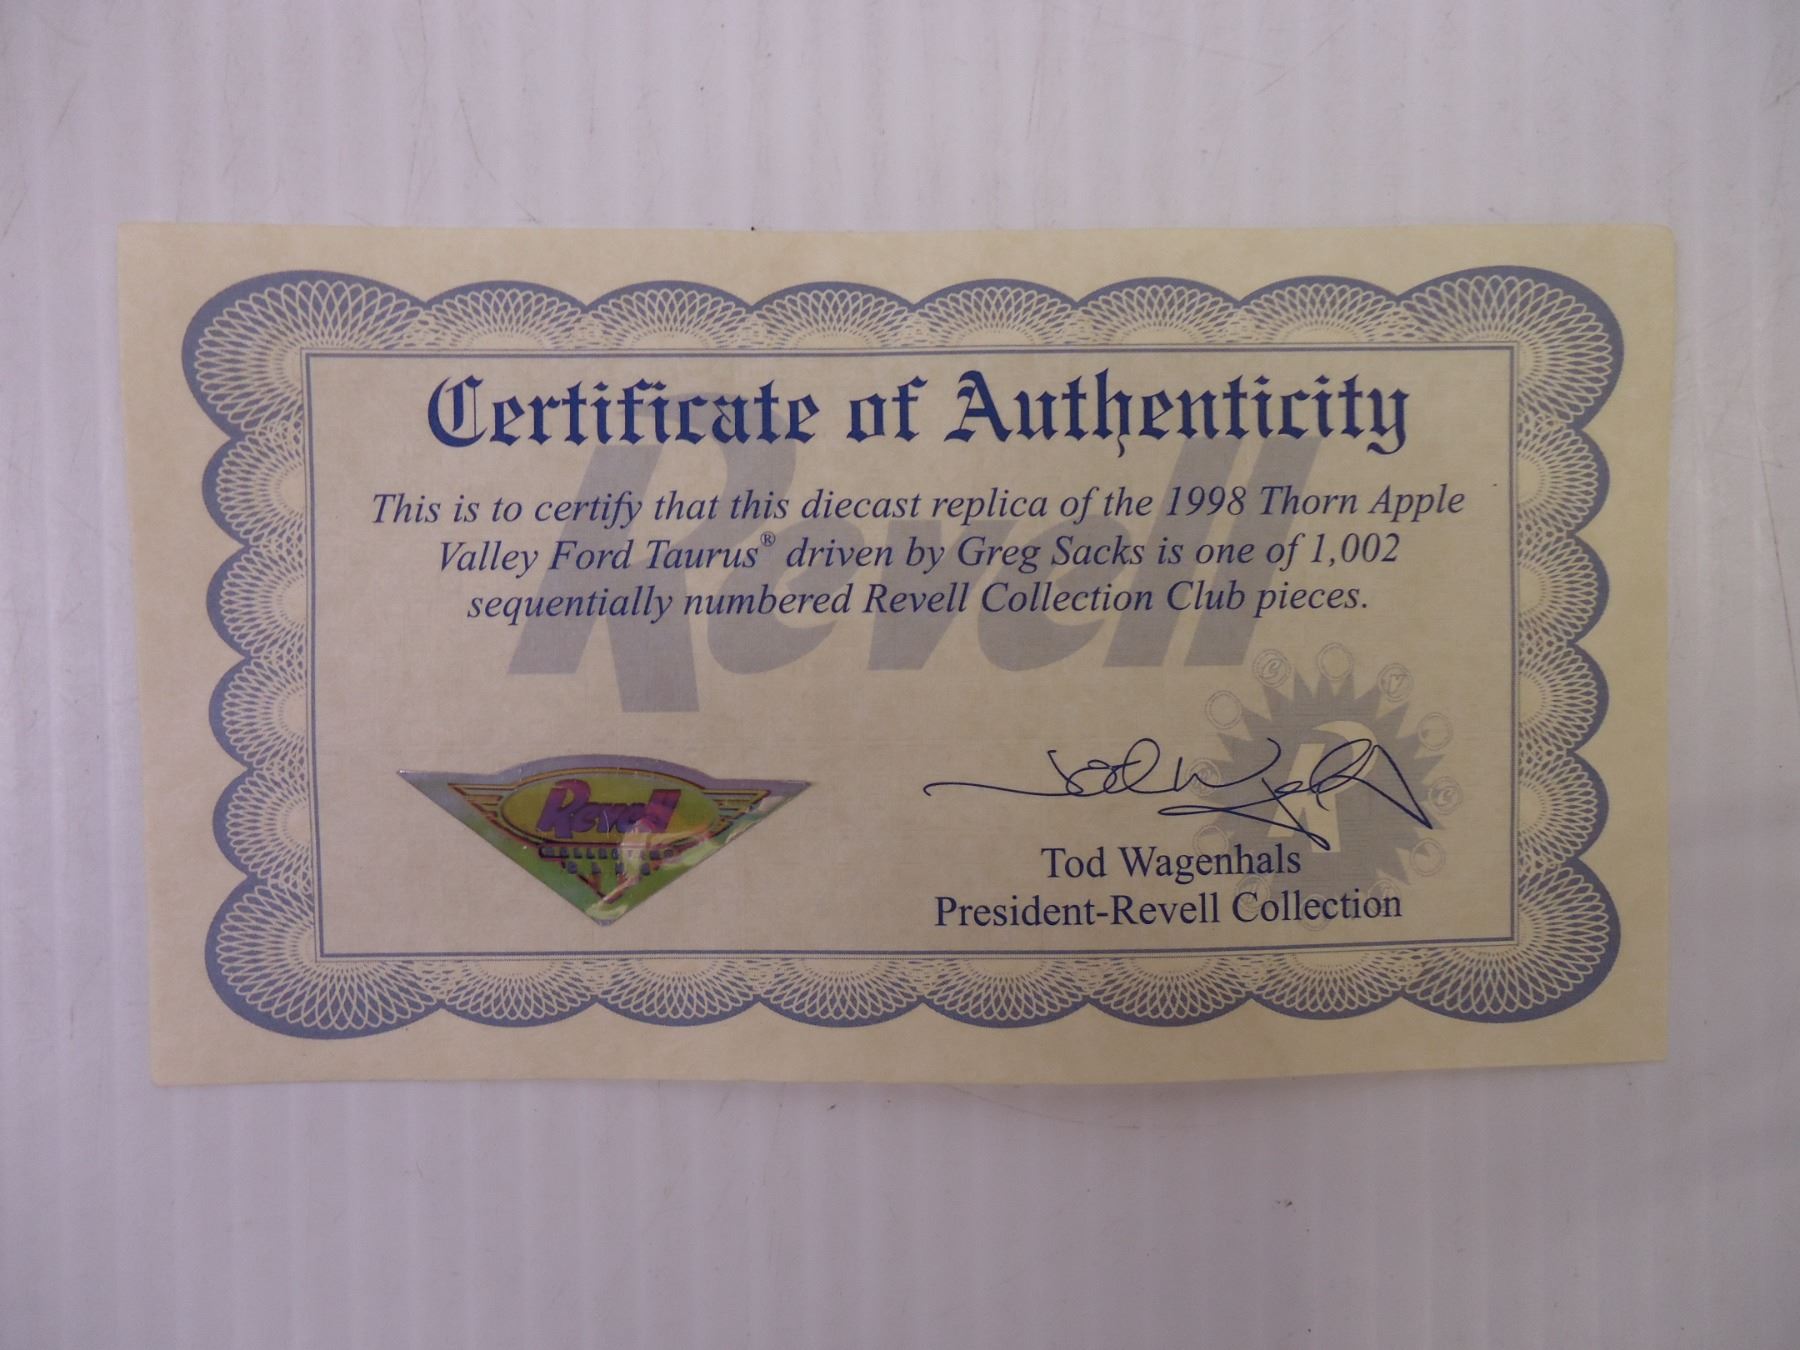 Certificate of Authenticity
This is to certify that this diecast replica of the 1998 Thorn Apple
Valley Ford Taurus® driven by Greg Sacks is one of 1,002
sequentially numbered Revell Collection Club pieces.
Revell
Revell
Tod Wagenhals
President-Revell Collection